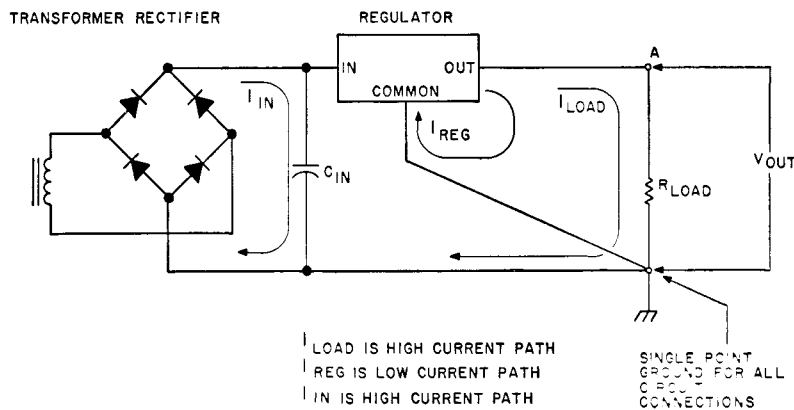 TRANSFORMER RECTIFIER
REGULATOR
IN
OUT
COMMON
A
I IN
I REG
I LOAD
C IN
R LOAD
V OUT
I LOAD IS HIGH CURRENT PATH
I REG IS LOW CURRENT PATH
I IN IS HIGH CURRENT PATH
SINGLE POINT
GROUND FOR ALL
CIRCUIT
CONNECTIONS